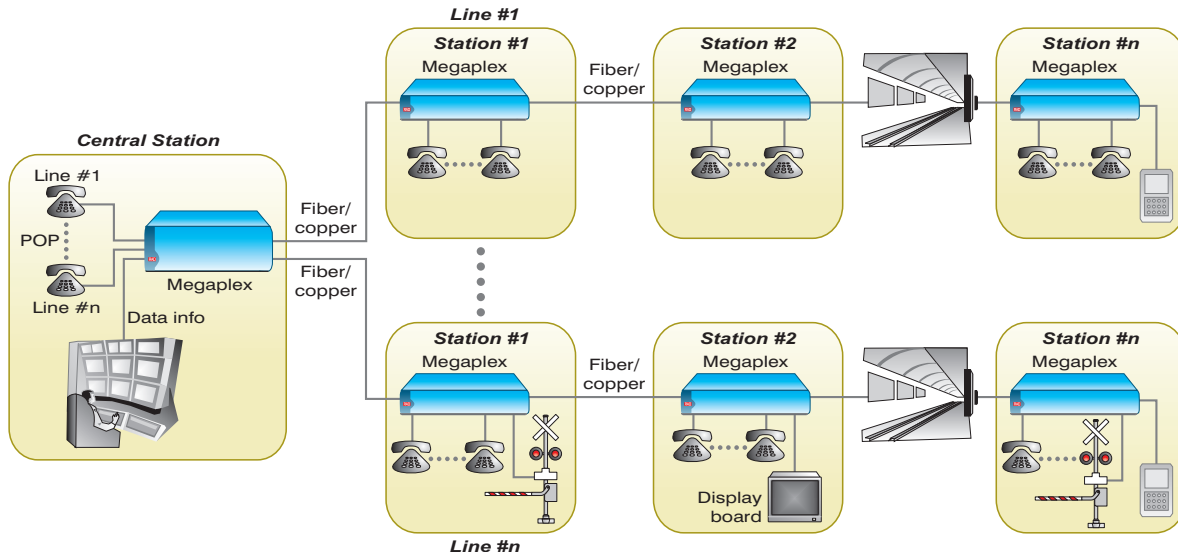 Line #1
Station #1
Megaplex
Fiber/
copper
Station #2
Megaplex
Station #n
Megaplex
Central Station
Line #1
POP
Line #n
Megaplex
Data info
Fiber/
copper
Fiber/
copper
Station #1
Megaplex
Fiber/
copper
Station #2
Megaplex
Display
board
Station #n
Megaplex
Line #n